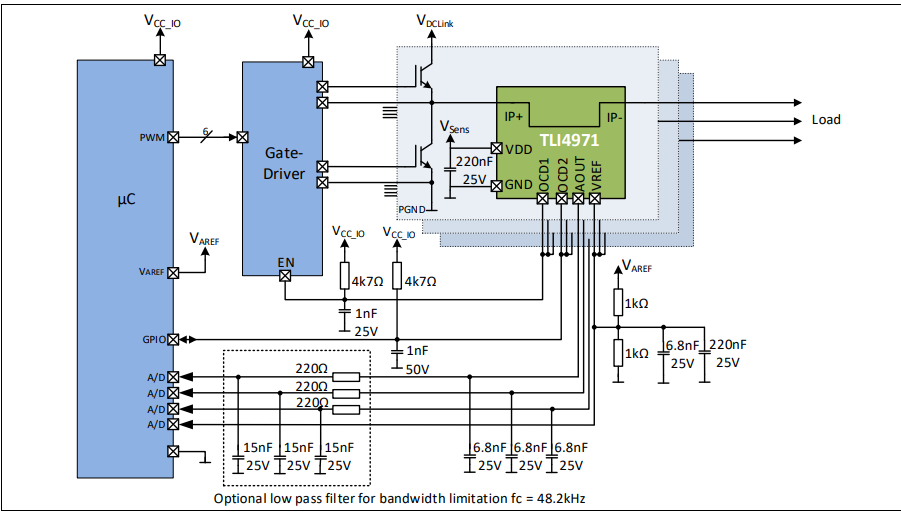 VCC_IO
VCC_IO
VDCLink
PWM
6
Gate-
Driver
µC
IP+
IP-
TLI4971
VSens
VDD
220nF
25V
GND
OCD1
OCD2
AOUT
VREF
PGND
Load
VAREF
VAREF
EN
VCC_IO
VCC_IO
4k7Ω
4k7Ω
1nF
25V
VAREF
1kΩ
1kΩ
6.8nF
25V
220nF
25V
GPIO
1nF
50V
A/D
A/D
A/D
A/D
220Ω
220Ω
220Ω
15nF
25V
15nF
25V
15nF
25V
6.8nF
25V
6.8nF
25V
6.8nF
25V
Optional low pass filter for bandwidth limitation fc = 48.2kHz